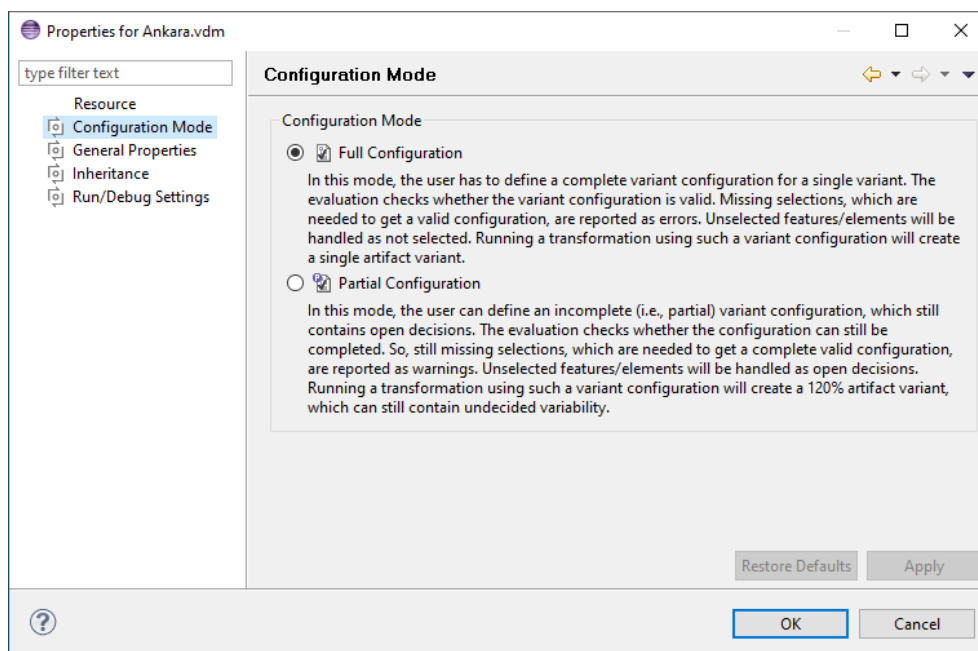 Properties for Ankara.vdm
type filter text
Resource
Configuration Mode
General Properties
Inheritance
Run/Debug Settings
Configuration Mode
Configuration Mode
Full Configuration
In this mode, the user has to define a complete variant configuration for a single variant. The
evaluation checks whether the variant configuration is valid. Missing selections, which are
needed to get a valid configuration, are reported as errors. Unselected features/elements will be
handled as not selected. Running a transformation using such a variant configuration will create
a single artifact variant.
Partial Configuration
In this mode, the user can define an incomplete (i.e., partial) variant configuration, which still
contains open decisions. The evaluation checks whether the configuration can still be
completed. So, still missing selections, which are needed to get a complete valid configuration,
are reported as warnings. Unselected features/elements will be handled as open decisions.
Running a transformation using such a variant configuration will create a 120% artifact variant,
which can still contain undecided variability.
Restore Defaults
Apply
OK
Cancel